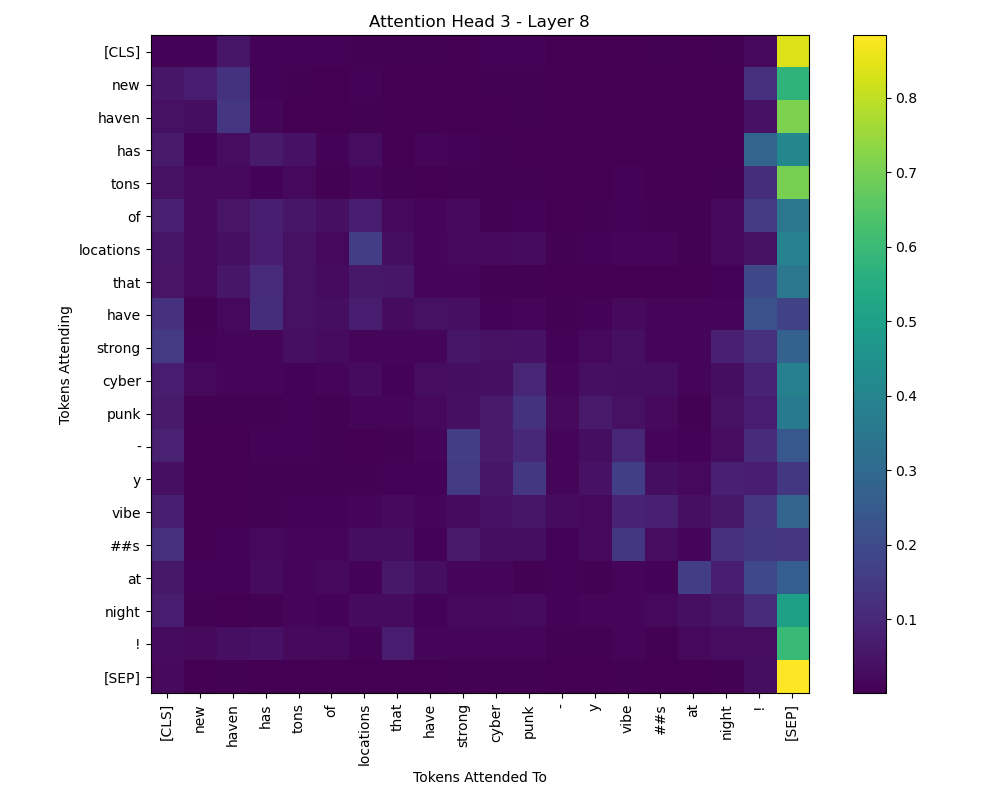 Attention Head 3 - Layer 8
Tokens Attending
[CLS]
new
haven
has
tons
of
locations
that
have
strong
cyber
punk
-
y
vibe
##s
at
night
!
[SEP]
[CLS]
new
haven
has
tons
of
locations
that
have
strong
cyber
punk
-
y
vibe
##s
at
night
!
[SEP]
Tokens Attended To
0.8
0.7
0.6
0.5
0.4
0.3
0.2
0.1